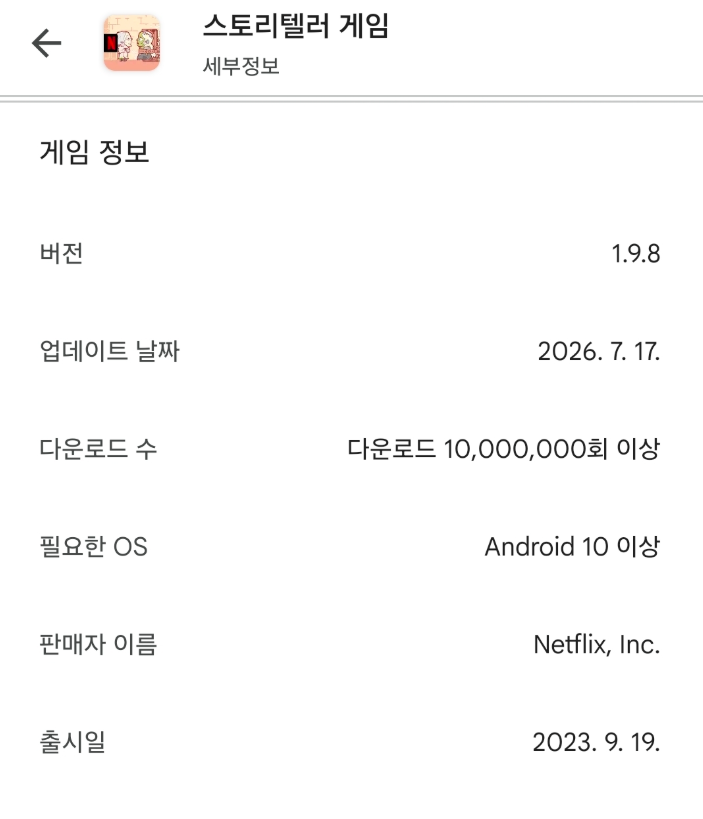 스토리텔러 게임
세부정보
게임 정보
버전 1.9.8
업데이트 날짜 2026. 7. 17.
다운로드 수 다운로드 10,000,000회 이상
필요한 OS Android 10 이상
판매자 이름 Netflix, Inc.
출시일 2023. 9. 19.